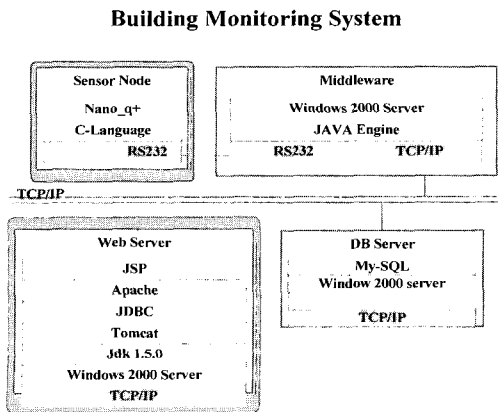 Building Monitoring System
Sensor Node
Nano_q+
C-Language
RS232
Middleware
Windows 2000 Server
JAVA Engine
RS232 TCP/IP
TCP/IP
Web Server
JSP
Apache
JDBC
Tomcat
Jdk 1.5.0
Windows 2000 Server
TCP/IP
DB Server
My-SQL
Window 2000 server
TCP/IP